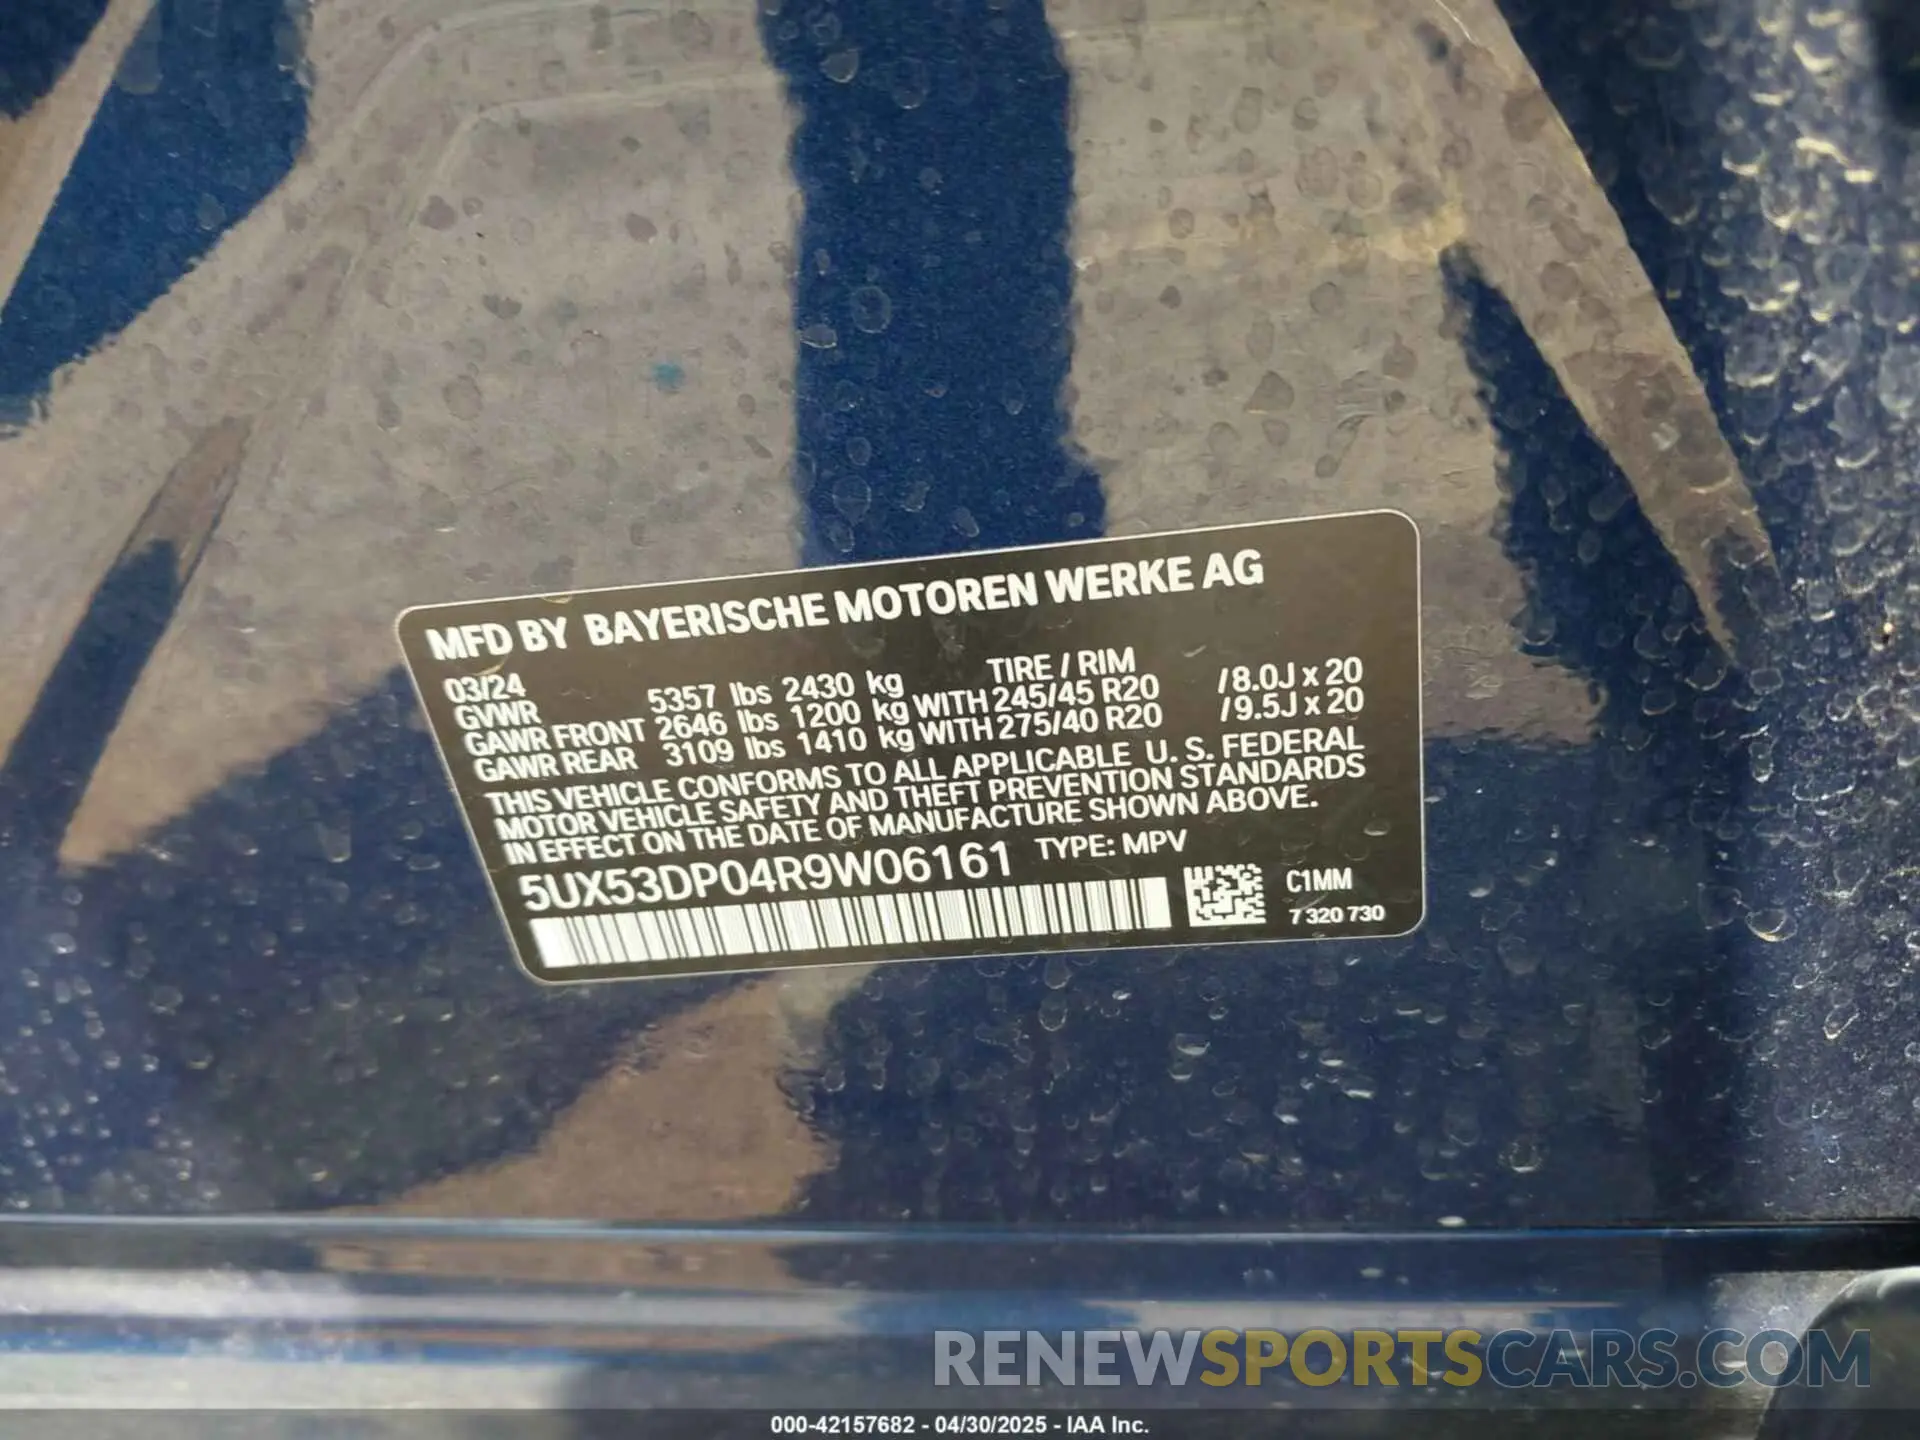 MFD BY BAYERISCHE MOTOREN WERKE AG
03/24 TIRE / RIM
GVWR 5357 lbs 2430 kg
GAWR FRONT 2646 lbs 1200 kg WITH 245/45 R20 /8.0J x 20
GAWR REAR 3109 lbs 1410 kg WITH 275/40 R20 /9.5J x 20
THIS VEHICLE CONFORMS TO ALL APPLICABLE U. S. FEDERAL
MOTOR VEHICLE SAFETY AND THEFT PREVENTION STANDARDS
IN EFFECT ON THE DATE OF MANUFACTURE SHOWN ABOVE.
5UX53DP04R9W06161 TYPE: MPV
C1MM
7 320 730
RENEWSPORTSCARS.COM
000-42157682 - 04/30/2025 - IAA Inc.